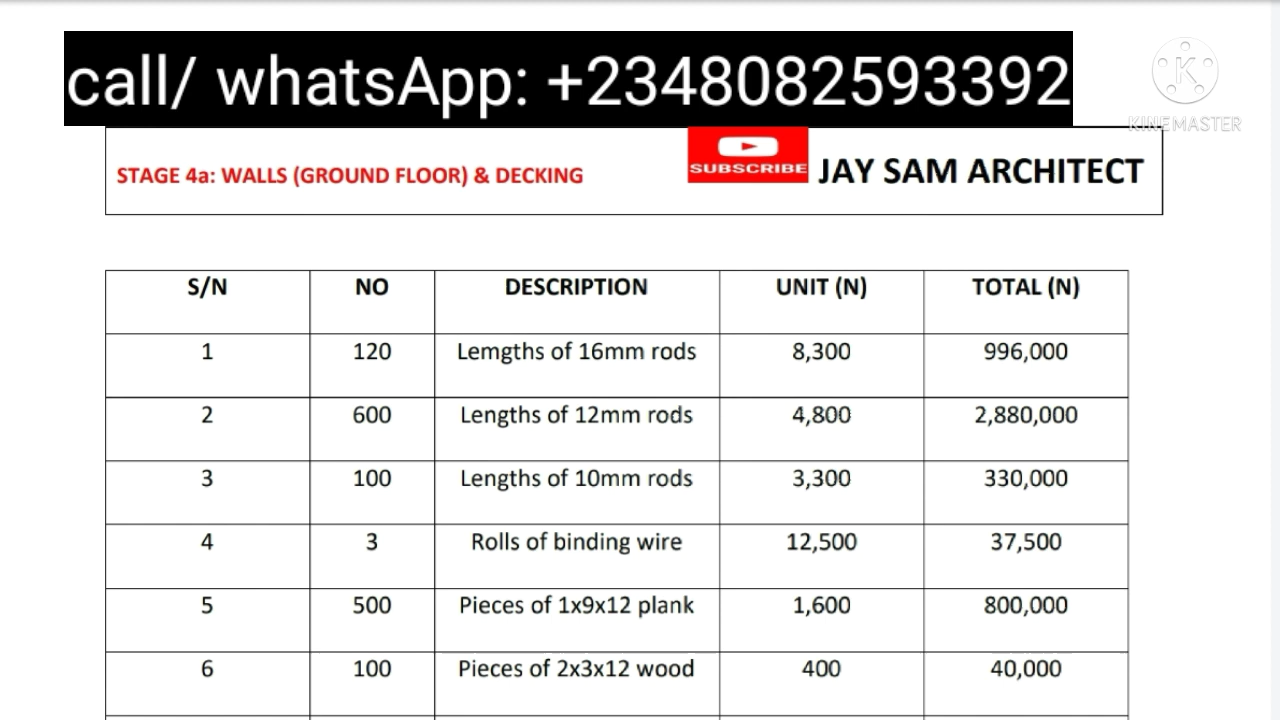 call/ whatsApp: +2348082593392
K
KINEMASTER
STAGE 4a: WALLS (GROUND FLOOR) & DECKING
SUBSCRIBE
JAY SAM ARCHITECT
S/N NO DESCRIPTION UNIT (N) TOTAL (N)
1 120 Lemgths of 16mm rods 8,300 996,000
2 600 Lengths of 12mm rods 4,800 2,880,000
3 100 Lengths of 10mm rods 3,300 330,000
4 3 Rolls of binding wire 12,500 37,500
5 500 Pieces of 1x9x12 plank 1,600 800,000
6 100 Pieces of 2x3x12 wood 400 40,000